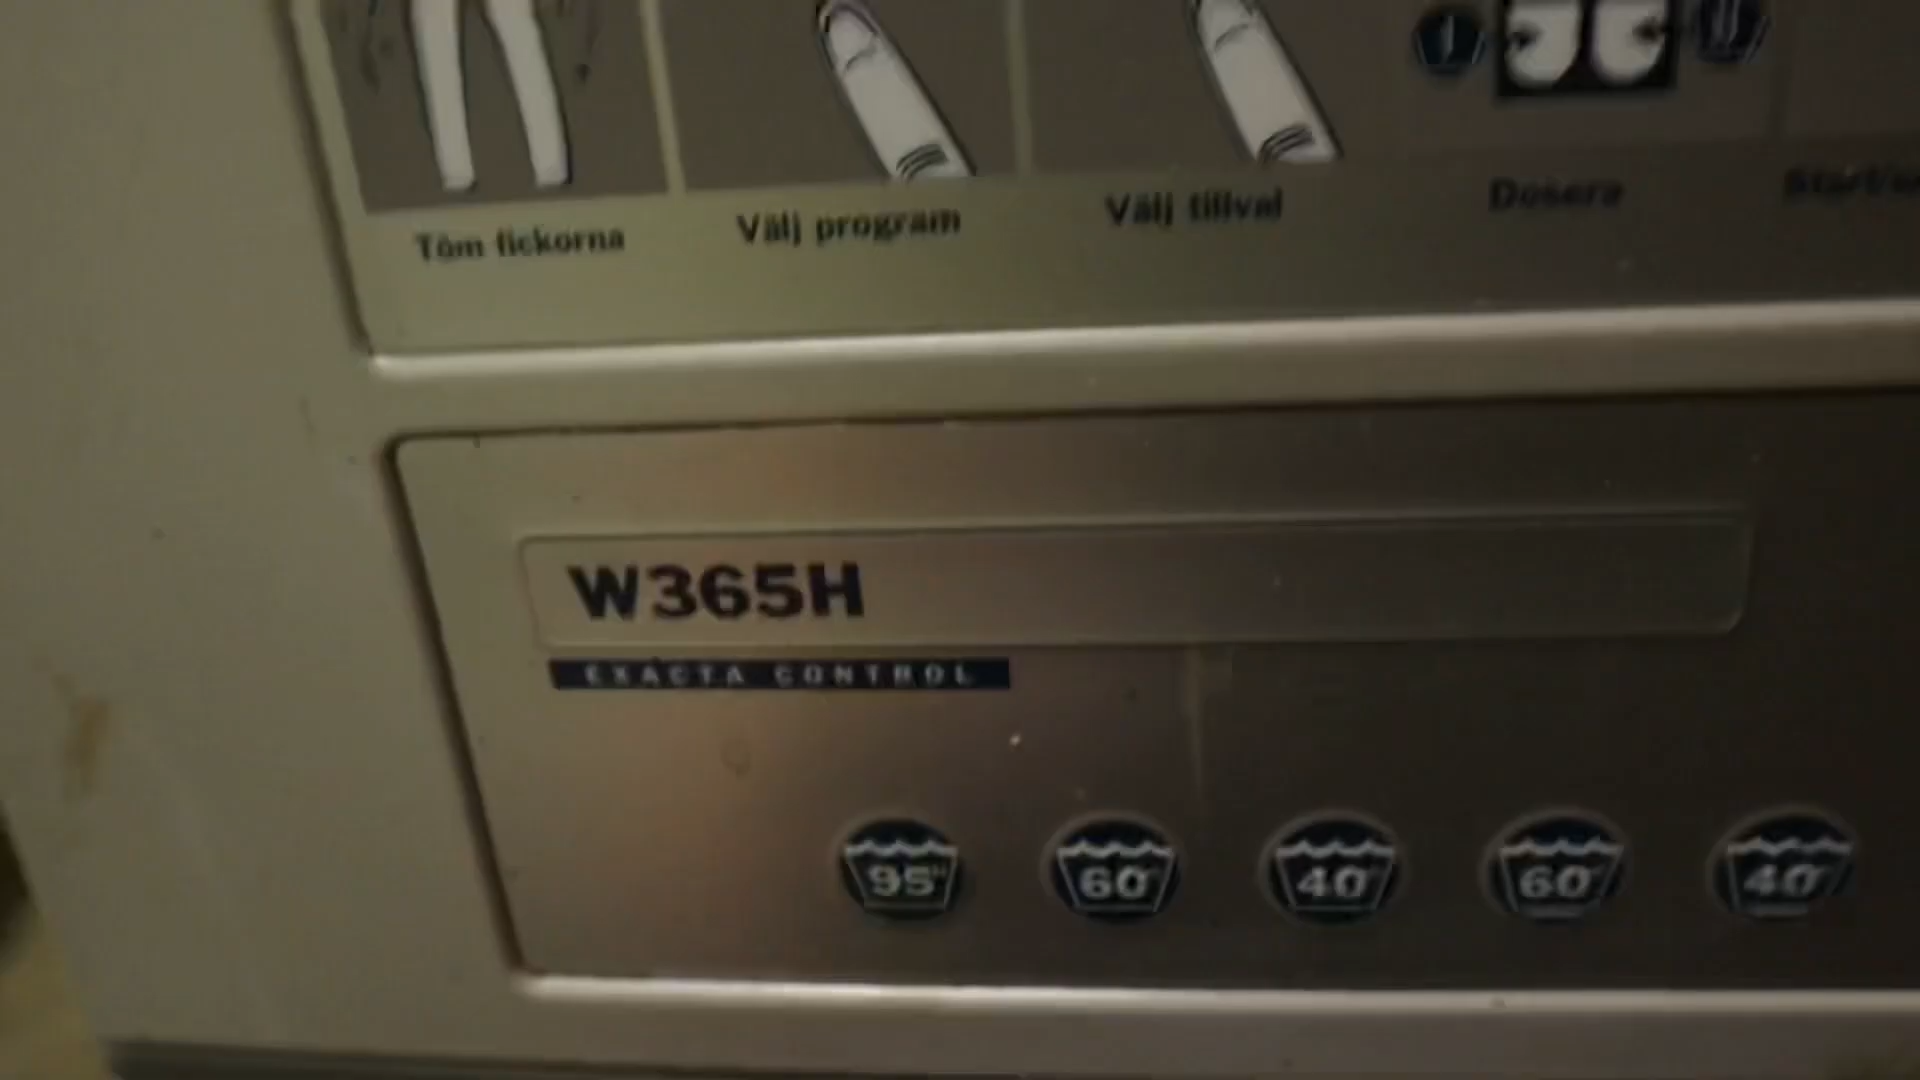 Töm fickorna
Välj program
Välj tillval
Dosera
W365H
EXACTA CONTROL
95°
60°
40°
60°
40°